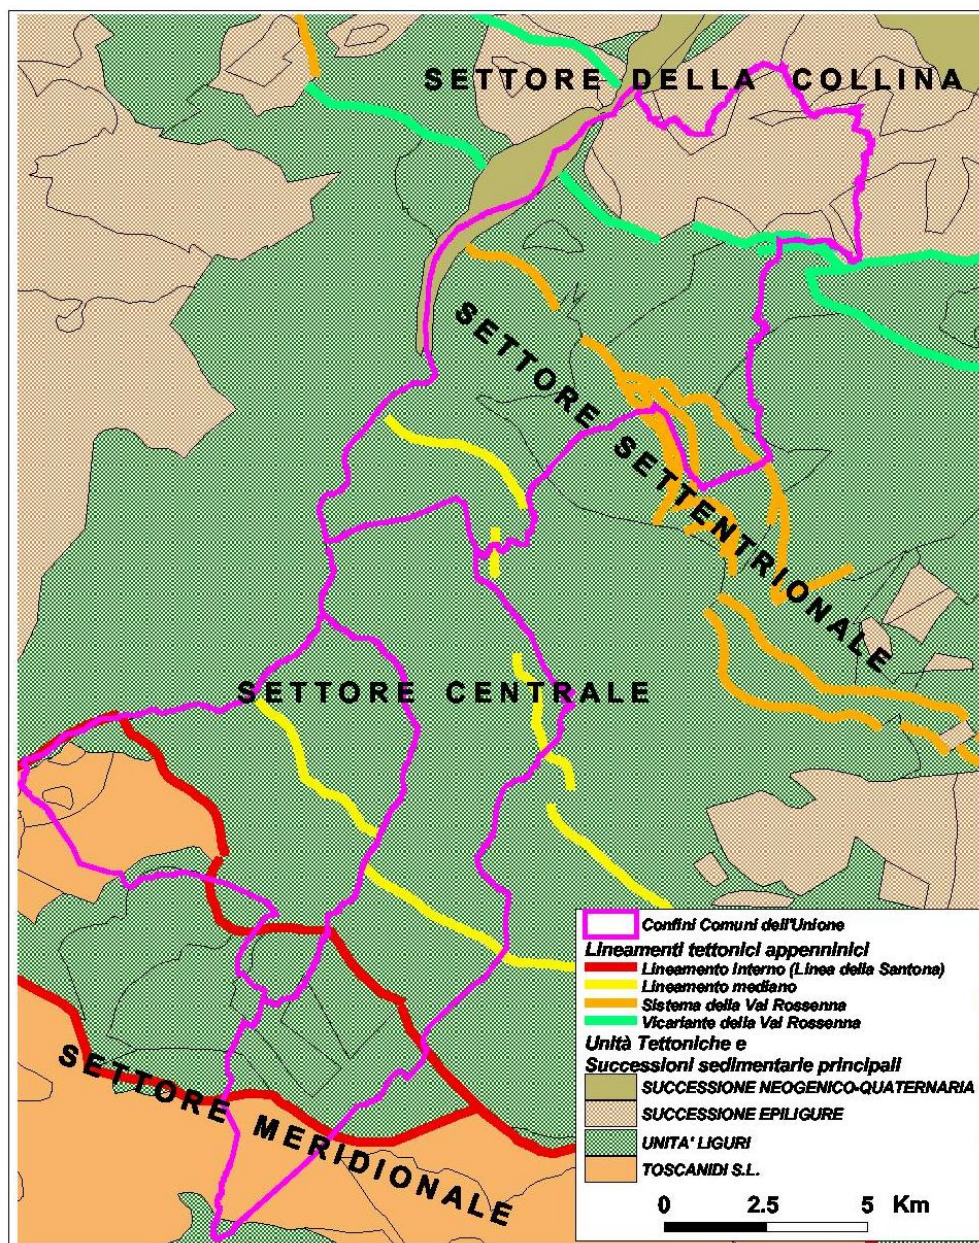 SETTORE DELLA COLLINA
SETTORE SETTENTRIONALE
SETTORE CENTRALE
SETTORE MERIDIONALE
Confini Comuni dell'Unione
Lineamenti tettonici appenninici
Lineamento Interno (Linea della Santona)
Lineamento mediano
Sistema della Val Rossenna
Vicariante della Val Rossenna
Unità Tettoniche e
Successioni sedimentarie principali
SUCCESSIONE NEOGENICO-QUATERNARIA
SUCCESSIONE EPILIGURE
UNITA' LIGURI
TOSCANIDI S.L.
0 2.5 5 Km